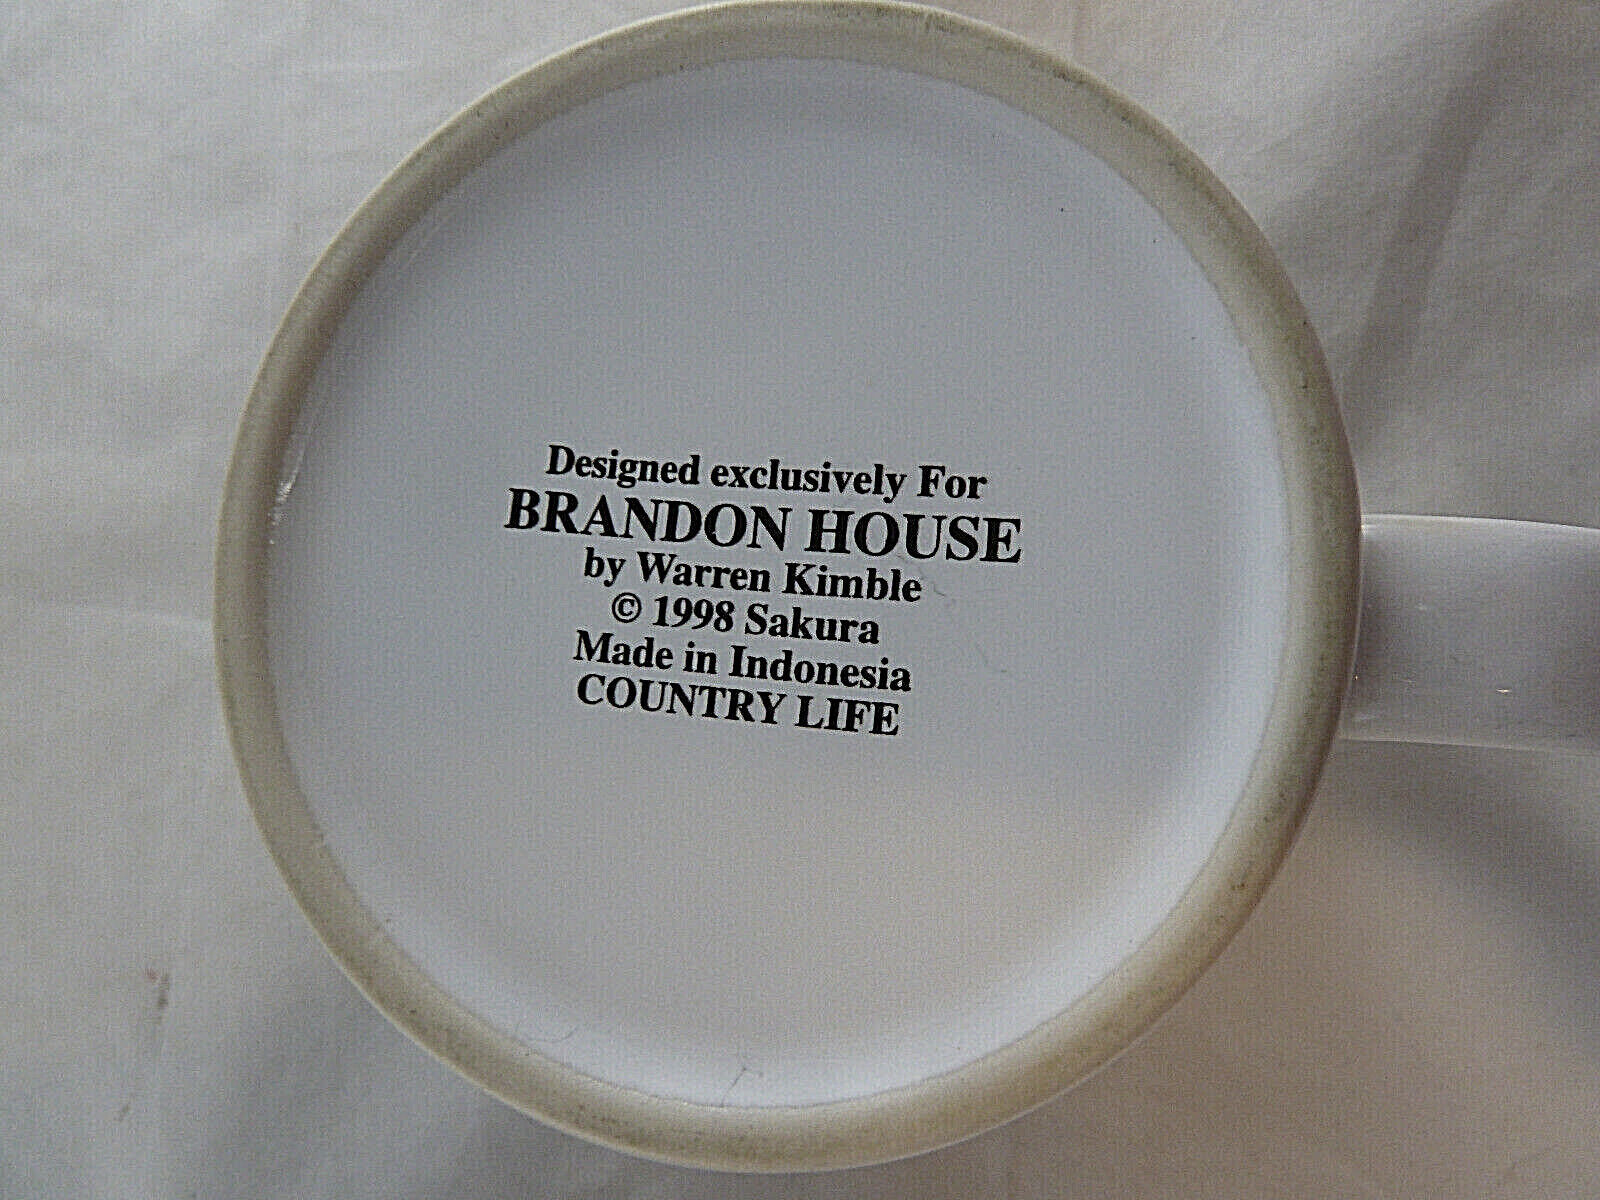 Designed exclusively For
BRANDON HOUSE
by Warren Kimble
© 1998 Sakura
Made in Indonesia
COUNTRY LIFE